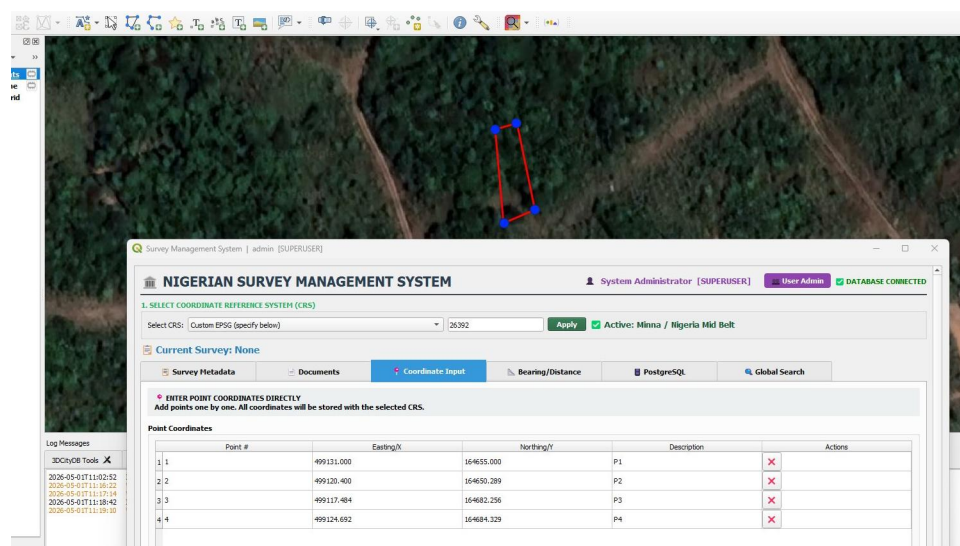 ts
ne
rid
Survey Management System | admin [SUPERUSER]
NIGERIAN SURVEY MANAGEMENT SYSTEM
System Administrator [SUPERUSER]
User Admin
DATABASE CONNECTED
1. SELECT COORDINATE REFERENCE SYSTEM (CRS)
Select CRS: Custom EPSG (specify below) 26392 Apply Active: Minna / Nigeria Mid Belt
Current Survey: None
Survey Metadata Documents Coordinate Input Bearing/Distance PostgreSQL Global Search
ENTER POINT COORDINATES DIRECTLY
Add points one by one. All coordinates will be stored with the selected CRS.
Point Coordinates
Point # Easting/X Northing/Y Description Actions
1 1 499131.000 164655.000 P1
2 2 499120.400 164650.289 P2
3 3 499117.484 164682.256 P3
4 4 499124.692 164684.329 P4
Log Messages
3DCityDB Tools
2026-05-01T11:02:52
2026-05-01T11:16:22
2026-05-01T11:17:14
2026-05-01T11:18:42
2026-05-01T11:19:10